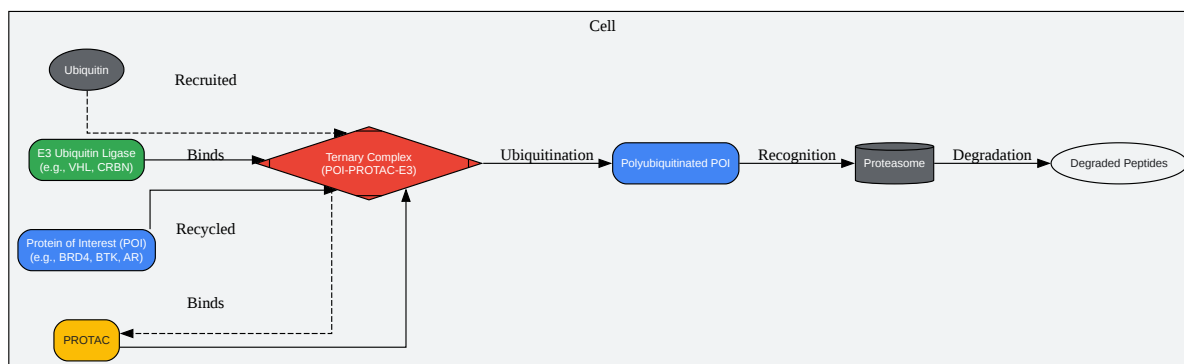 Cell
Ubiquitin
Recruited
E3 Ubiquitin Ligase
(e.g., VHL, CRBN)
Binds
Ternary Complex
(POI-PROTAC-E3)
Ubiquitination
Polyubiquitinated POI
Recognition
Proteasome
Degradation
Degraded Peptides
Protein of Interest (POI)
(e.g., BRD4, BTK, AR)
Recycled
Binds
PROTAC